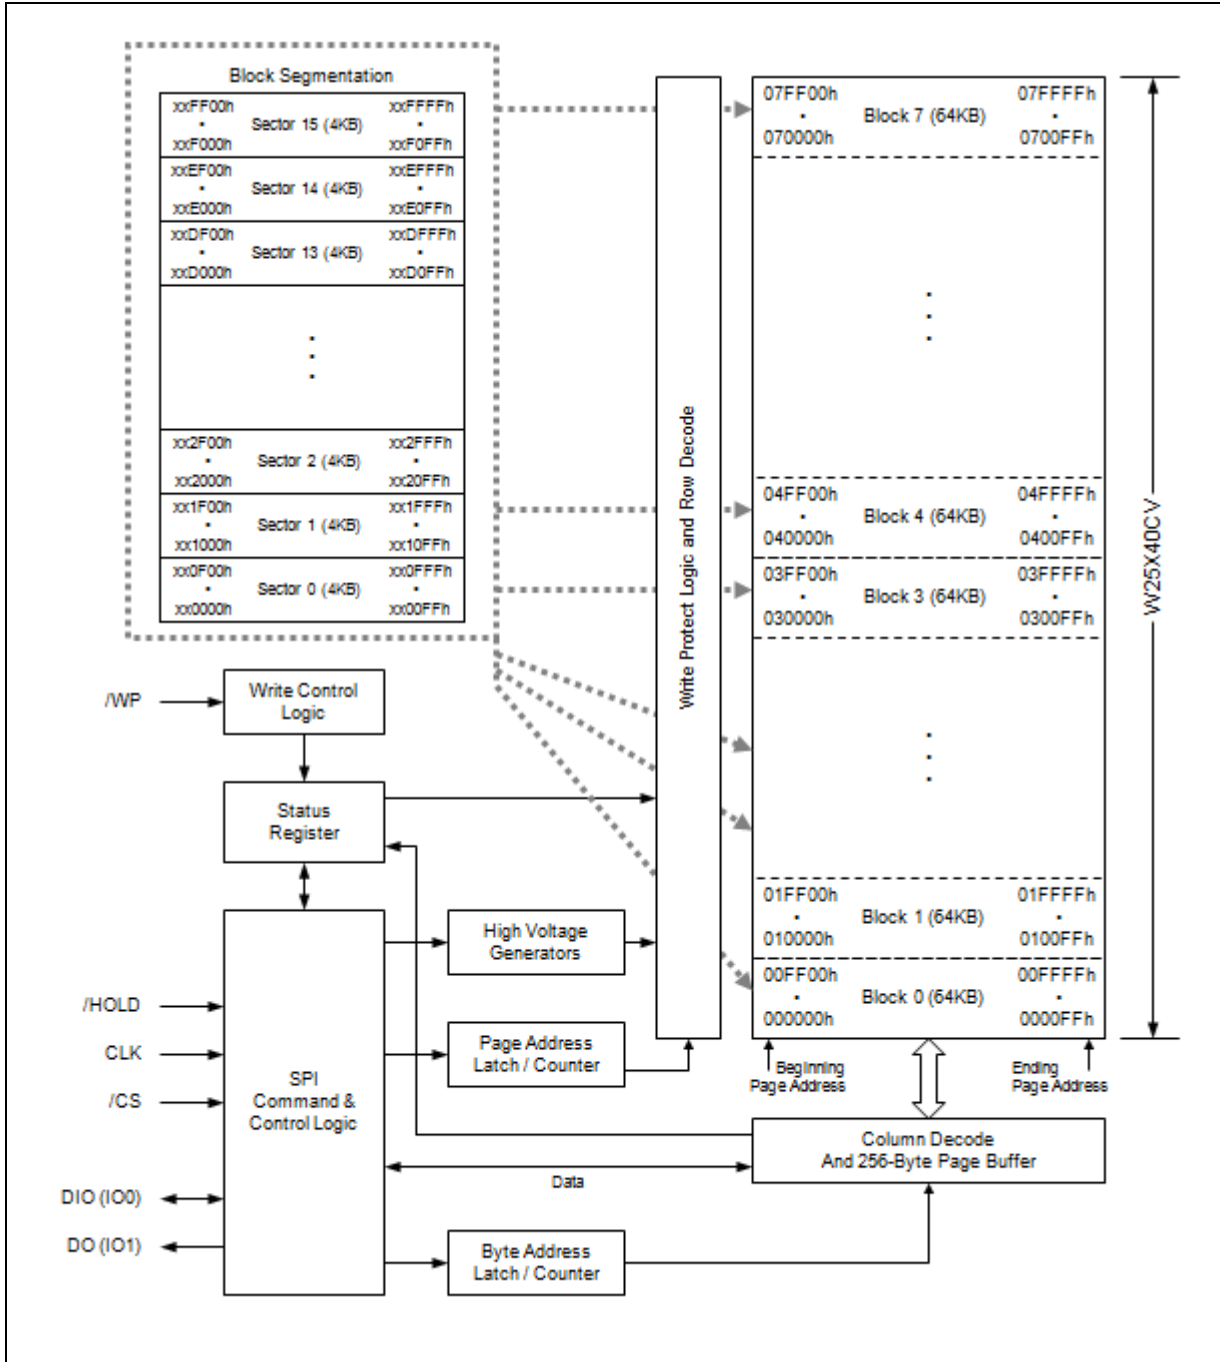 Block Segmentation
xxFF00h xxFFFFh
Sector 15 (4KB)
xxF000h xxF0FFh
xxEF00h xxEFFFh
Sector 14 (4KB)
xxE000h xxE0FFh
xxDF00h xxDFFFh
Sector 13 (4KB)
xxD000h xxD0FFh
xx2F00h xx2FFFh
Sector 2 (4KB)
xx2000h xx20FFh
xx1F00h xx1FFFh
Sector 1 (4KB)
xx1000h xx10FFh
xx0F00h xx0FFFh
Sector 0 (4KB)
xx0000h xx00FFh
Write Protect Logic and Row Decode
07FF00h 07FFFFh
Block 7 (64KB)
070000h 0700FFh
04FF00h 04FFFFh
Block 4 (64KB)
040000h 0400FFh
03FF00h 03FFFFh
Block 3 (64KB)
030000h 0300FFh
01FF00h 01FFFFh
Block 1 (64KB)
010000h 0100FFh
00FF00h 00FFFFh
Block 0 (64KB)
000000h 0000FFh
W25X40CV
Beginning
Page Address
Ending
Page Address
/WP
Write Control
Logic
Status
Register
High Voltage
Generators
/HOLD
CLK
/CS
DIO (IO0)
DO (IO1)
SPI
Command &
Control Logic
Page Address
Latch / Counter
Column Decode
And 256-Byte Page Buffer
Data
Byte Address
Latch / Counter